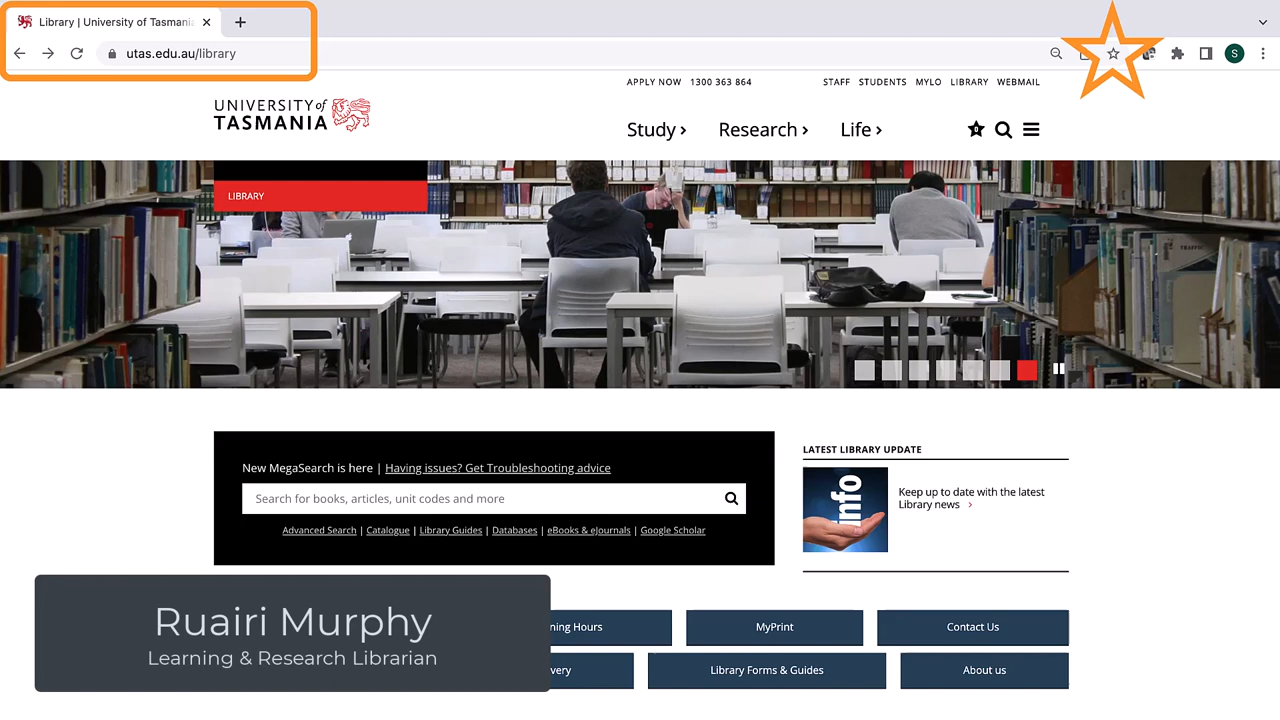 Library | University of Tasmania
utas.edu.au/library
S
APPLY NOW 1300 363 864
STAFF STUDENTS MYLO LIBRARY WEBMAIL
UNIVERSITY of
TASMANIA
Study
Research
Life
0
LIBRARY
TRAFFIC
New MegaSearch is here | Having issues? Get Troubleshooting advice
Search for books, articles, unit codes and more
Advanced Search | Catalogue | Library Guides | Databases | eBooks & eJournals | Google Scholar
LATEST LIBRARY UPDATE
info
Keep up to date with the latest
Library news
Ruairi Murphy
Learning & Research Librarian
ning Hours
MyPrint
Contact Us
very
Library Forms & Guides
About us